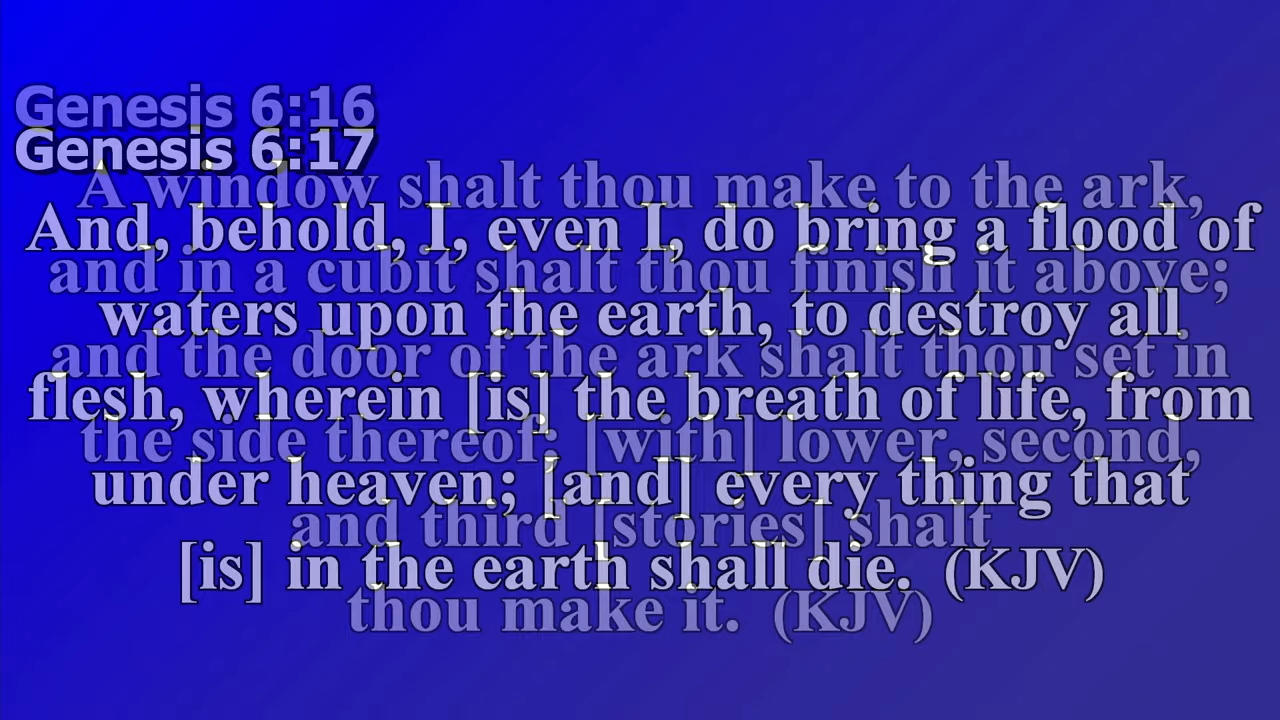 Genesis 6:16
Genesis 6:17
A window shalt thou make to the ark,
And, behold, I, even I, do bring a flood of
and in a cubit shalt thou finish it above;
waters upon the earth, to destroy all
and the door of the ark shalt thou set in
flesh, wherein [is] the breath of life, from
the side thereof; [with] lower, second,
under heaven; [and] every thing that
and third [stories] shalt
[is] in the earth shall die. (KJV)
thou make it. (KJV)